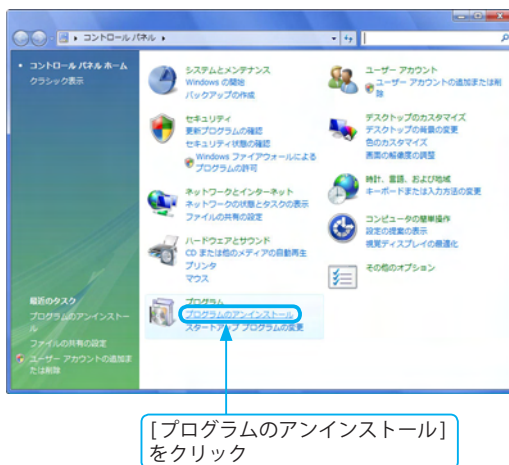 コントロール パネル
コントロール パネル ホーム
クラシック表示
システムとメンテナンス
Windows の開始
バックアップの作成
セキュリティ
更新プログラムの確認
セキュリティ状態の確認
Windows ファイアウォールによる
プログラムの許可
ネットワークとインターネット
ネットワークの状態とタスクの表示
ファイルの共有の設定
ハードウェアとサウンド
CD または他のメディアの自動再生
プリンタ
マウス
プログラム
プログラムのアンインストール
スタートアップ プログラムの変更
ユーザー アカウント
ユーザー アカウントの追加または削
除
デスクトップのカスタマイズ
デスクトップの背景の変更
色のカスタマイズ
画面の解像度の調整
時計、言語、および地域
キーボードまたは入力方法の変更
コンピュータの簡単操作
設定の提案の表示
視覚ディスプレイの最適化
その他のオプション
最近のタスク
プログラムのアンインストー
ル
ファイルの共有の設定
ユーザー アカウントの追加ま
たは削除
[プログラムのアンインストール]
をクリック